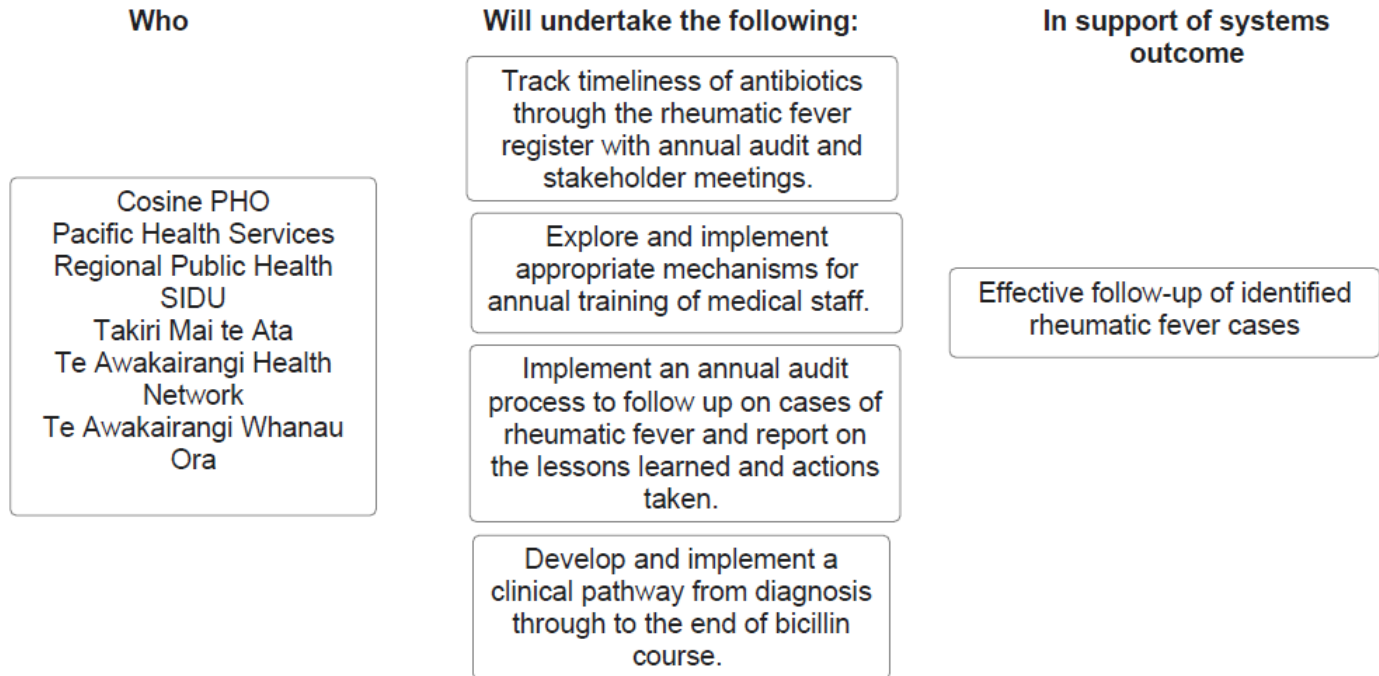 Who
Will undertake the following:
In support of systems
outcome
Cosine PHO
Pacific Health Services
Regional Public Health
SIDU
Takiri Mai te Ata
Te Awakairangi Health
Network
Te Awakairangi Whanau
Ora
Track timeliness of antibiotics
through the rheumatic fever
register with annual audit and
stakeholder meetings.
Explore and implement
appropriate mechanisms for
annual training of medical staff.
Implement an annual audit
process to follow up on cases of
rheumatic fever and report on
the lessons learned and actions
taken.
Develop and implement a
clinical pathway from diagnosis
through to the end of bicillin
course.
Effective follow-up of identified
rheumatic fever cases